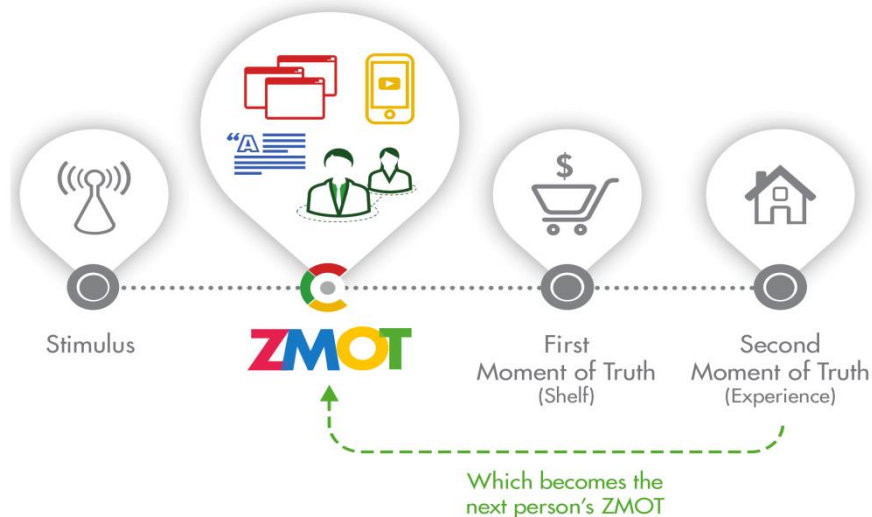 “A
$
Stimulus
ZMOT
First
Moment of Truth
(Shelf)
Second
Moment of Truth
(Experience)
Which becomes the
next person’s ZMOT